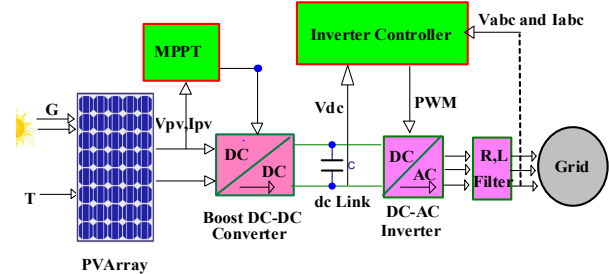 Vabc and Iabc
MPPT
Inverter Controller
G
Vpv,Ipv
Vdc
PWM
DC
DC
C
DC
AC
R,L
Filter
Grid
T
Boost DC-DC
Converter
dc Link
DC-AC
Inverter
PVArray